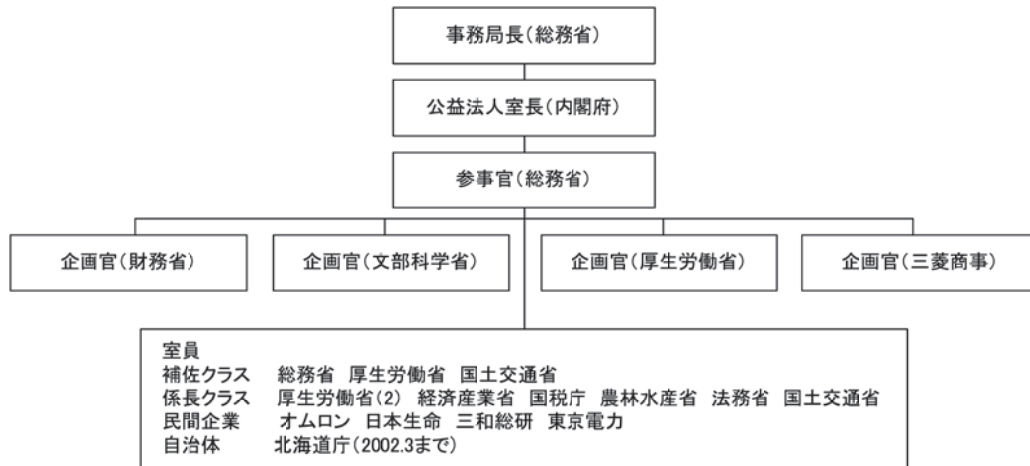 事務局長(総務省)
公益法人室長(内閣府)
参事官(総務省)
企画官(財務省)
企画官(文部科学省)
企画官(厚生労働省)
企画官(三菱商事)
室員
補佐クラス 総務省 厚生労働省 国土交通省
係長クラス 厚生労働省(2) 経済産業省 国税庁 農林水産省 法務省 国土交通省
民間企業 オムロン 日本生命 三和総研 東京電力
自治体 北海道庁(2002.3まで)